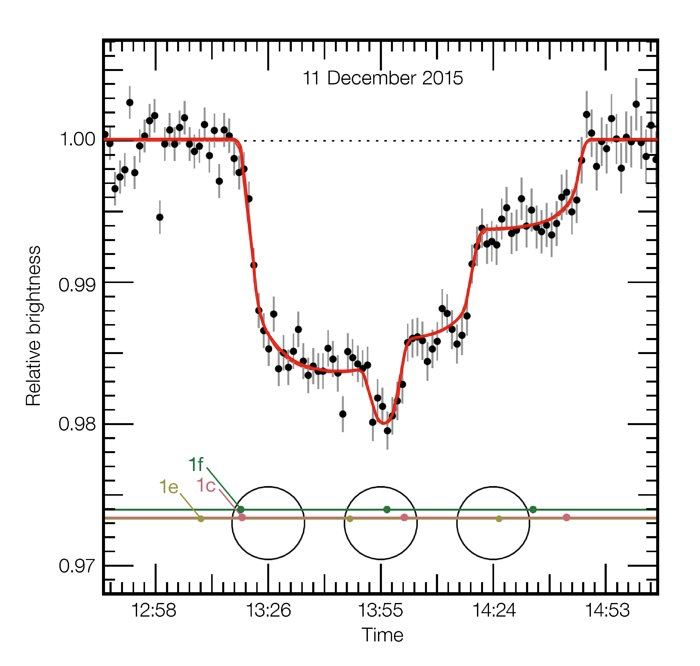 11 December 2015
1.00
0.99
0.98
0.97
Relative brightness
1f
1c
1e
12:58 13:26 13:55 14:24 14:53
Time